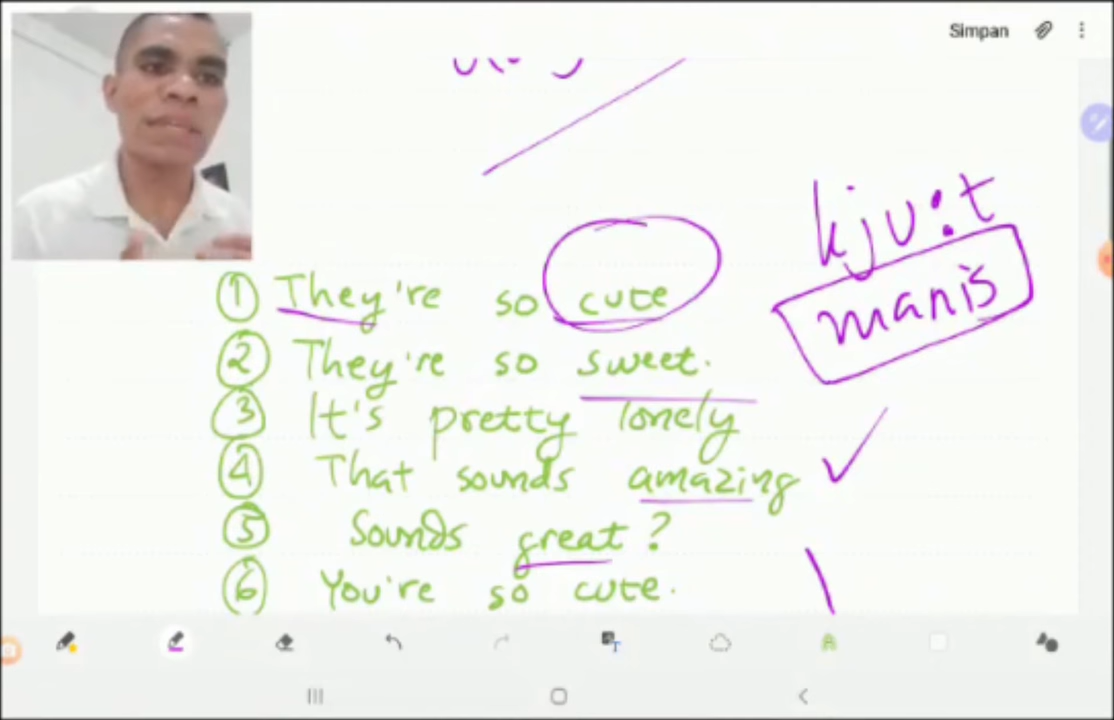 Simpan
kju:t
manis
① They're so cute
② They're so sweet.
③ It's pretty lonely
④ That sounds amazing
⑤ Sounds great?
⑥ You're so cute.